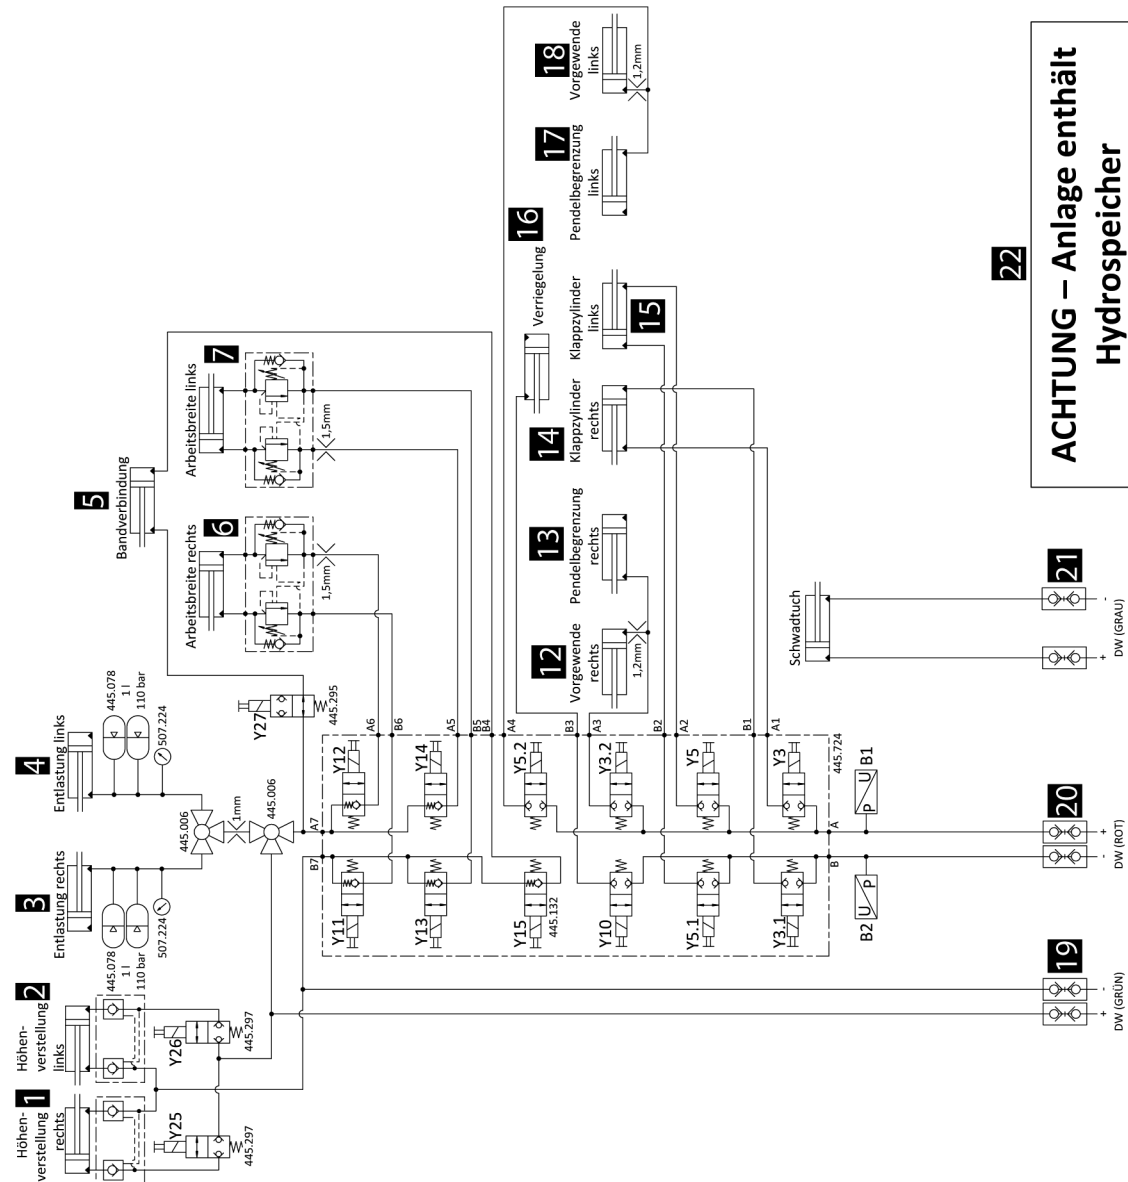 18
Vorgewende
links
1,2mm
17
Pendelbegrenzung
links
16
Verriegelung
Klappzylinder
links
15
14
Klappzylinder
rechts
13
Pendelbegrenzung
rechts
12
Vorgewende
rechts
1,2mm
22
ACHTUNG – Anlage enthält
Hydrospeicher
7
Arbeitsbreite links
1,5mm
5
Bandverbindung
6
Arbeitsbreite rechts
1,5mm
4
Entlastung links
445.078
1 l
110 bar
507.224
3
Entlastung rechts
445.078
1 l
110 bar
507.224
445.006
1mm
445.006
2
Höhen-
verstellung
links
1
Höhen-
verstellung
rechts
Y26
445.297
Y25
445.297
Y27
445.295
A7
B7
A6
B6
A5
B5
B4
A4
B3
A3
B2
A2
B1
A1
Y12
Y14
Y5.2
Y3.2
Y5
Y3
445.724
Y11
Y13
Y15
445.132
Y10
Y5.1
Y3.1
A
B
P
U
B1
B2
U
P
Schwadtuch
21
+
-
DW (GRAU)
20
+
-
DW (ROT)
19
+
-
DW (GRÜN)